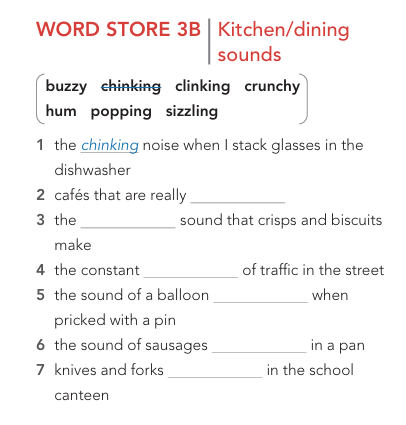 WORD STORE 3B Kitchen/dining
sounds
buzzy chinking clinking crunchy
hum popping sizzling
1 the chinking noise when I stack glasses in the
dishwasher
2 cafés that are really ____________
3 the ____________ sound that crisps and biscuits
make
4 the constant ____________ of traffic in the street
5 the sound of a balloon ____________ when
pricked with a pin
6 the sound of sausages ____________ in a pan
7 knives and forks ____________ in the school
canteen